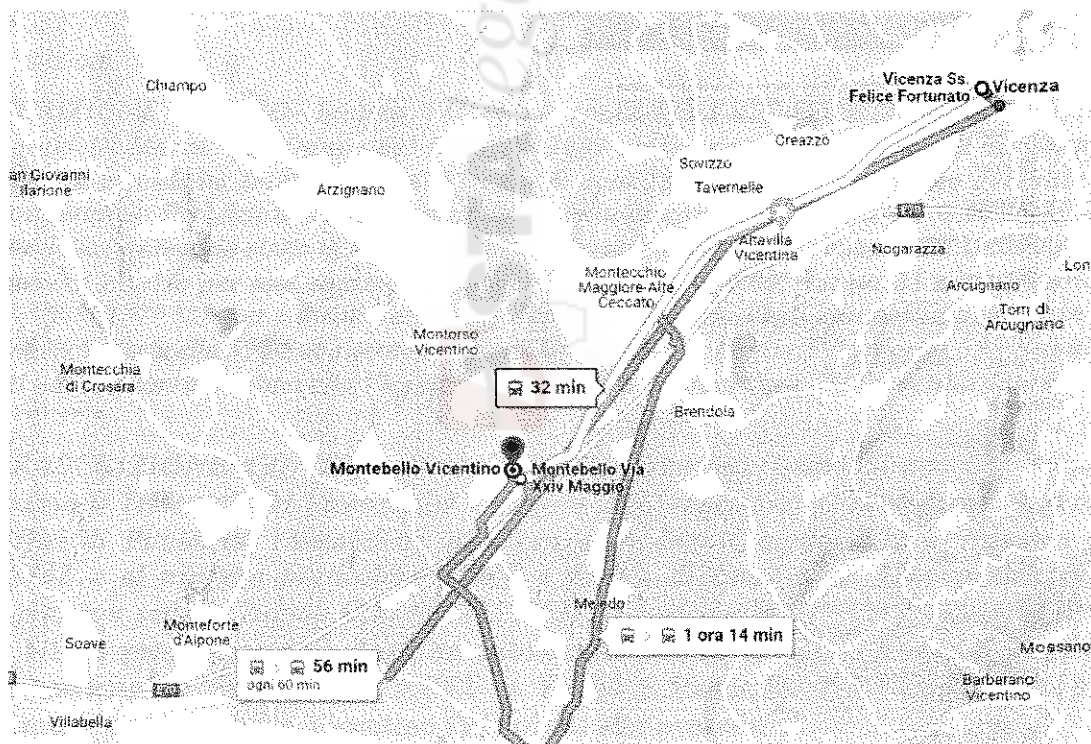 Chiampo
Vicenza Ss.
Felice Fortunato
Vicenza
Creazzo
Sovizzo
Tavernelle
an Giovanni
Ilarione
Arzignano
Altavilla
Vicentina
Nogarazza
Lon
Montecchio
Maggiore-Alte
Ceccato
Arcugnano
Torri di
Arcugnano
Montorso
Vicentino
Montecchia
di Crosara
32 min
Brendola
Montebello Vicentino
Montebello Via
Xxiv Maggio
Meledo
Monteforte
d'Alpone
Soave
1 ora 14 min
56 min
ogni 60 min
Mossano
Barbarano
Vicentino
Villabella
STAlega